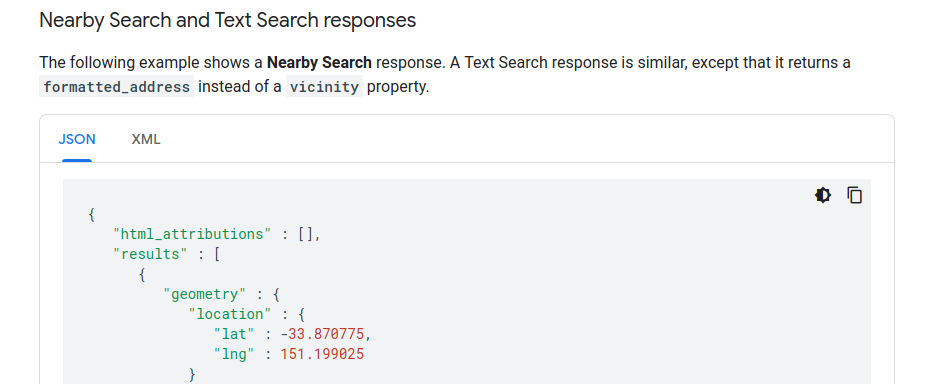 Nearby Search and Text Search responses
The following example shows a Nearby Search response. A Text Search response is similar, except that it returns a
formatted_address instead of a vicinity property.
JSON XML
{
"html_attributions" : [],
"results" : [
{
"geometry" : {
"location" : {
"lat" : -33.870775,
"lng" : 151.199025
}